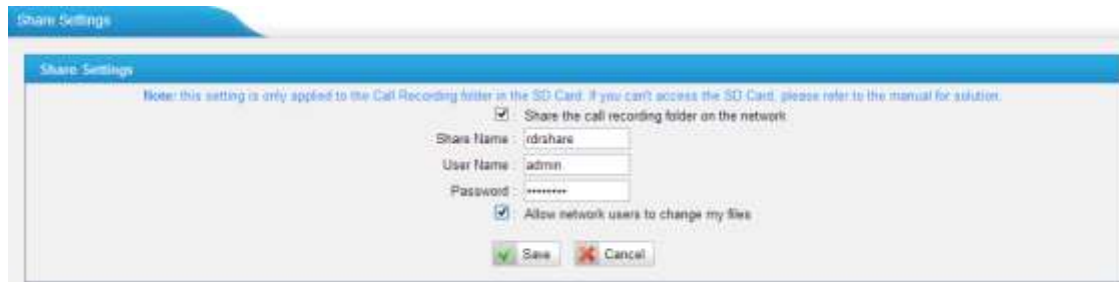 Share Settings
Share Settings
Note: this setting is only applied to the Call Recording folder in the SD Card. If you can't access the SD Card, please refer to the manual for solution.
Share the call recording folder on the network
Share Name : rdrshare
User Name : admin
Password : ••••••••
Allow network users to change my files
Save Cancel